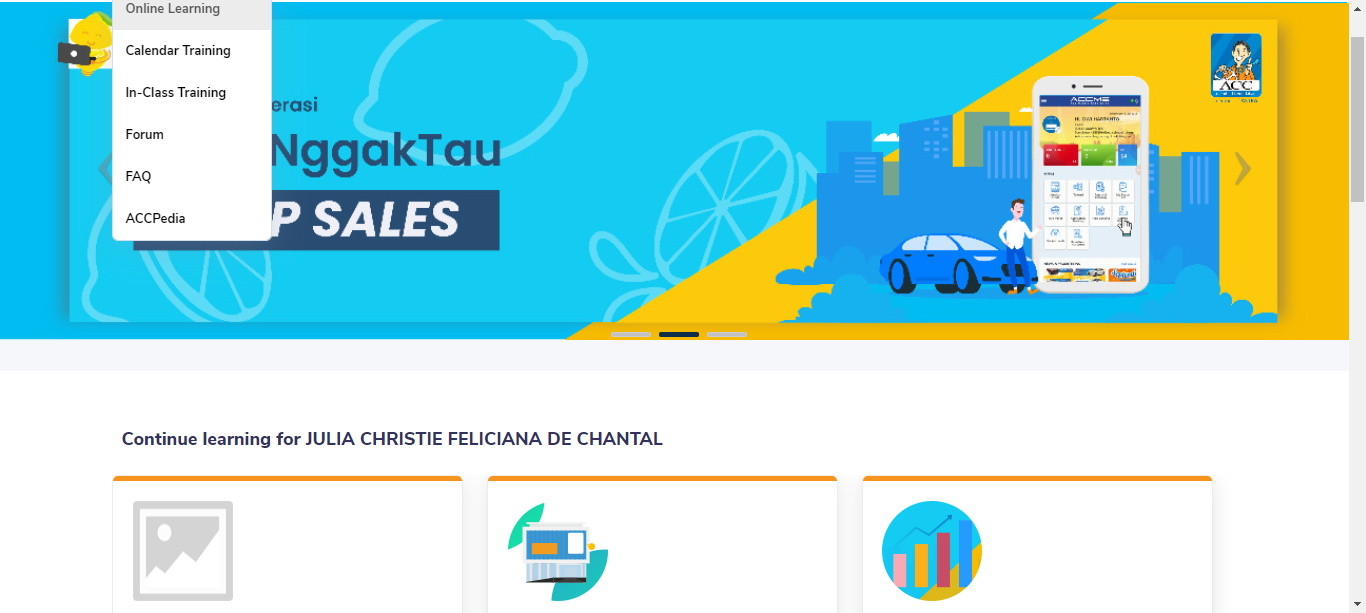 Online Learning
Calendar Training
In-Class Training
Forum
FAQ
ACCPedia
erasi
NggakTau
P SALES
ACC
ACCME
Continue learning for JULIA CHRISTIE FELICIANA DE CHANTAL